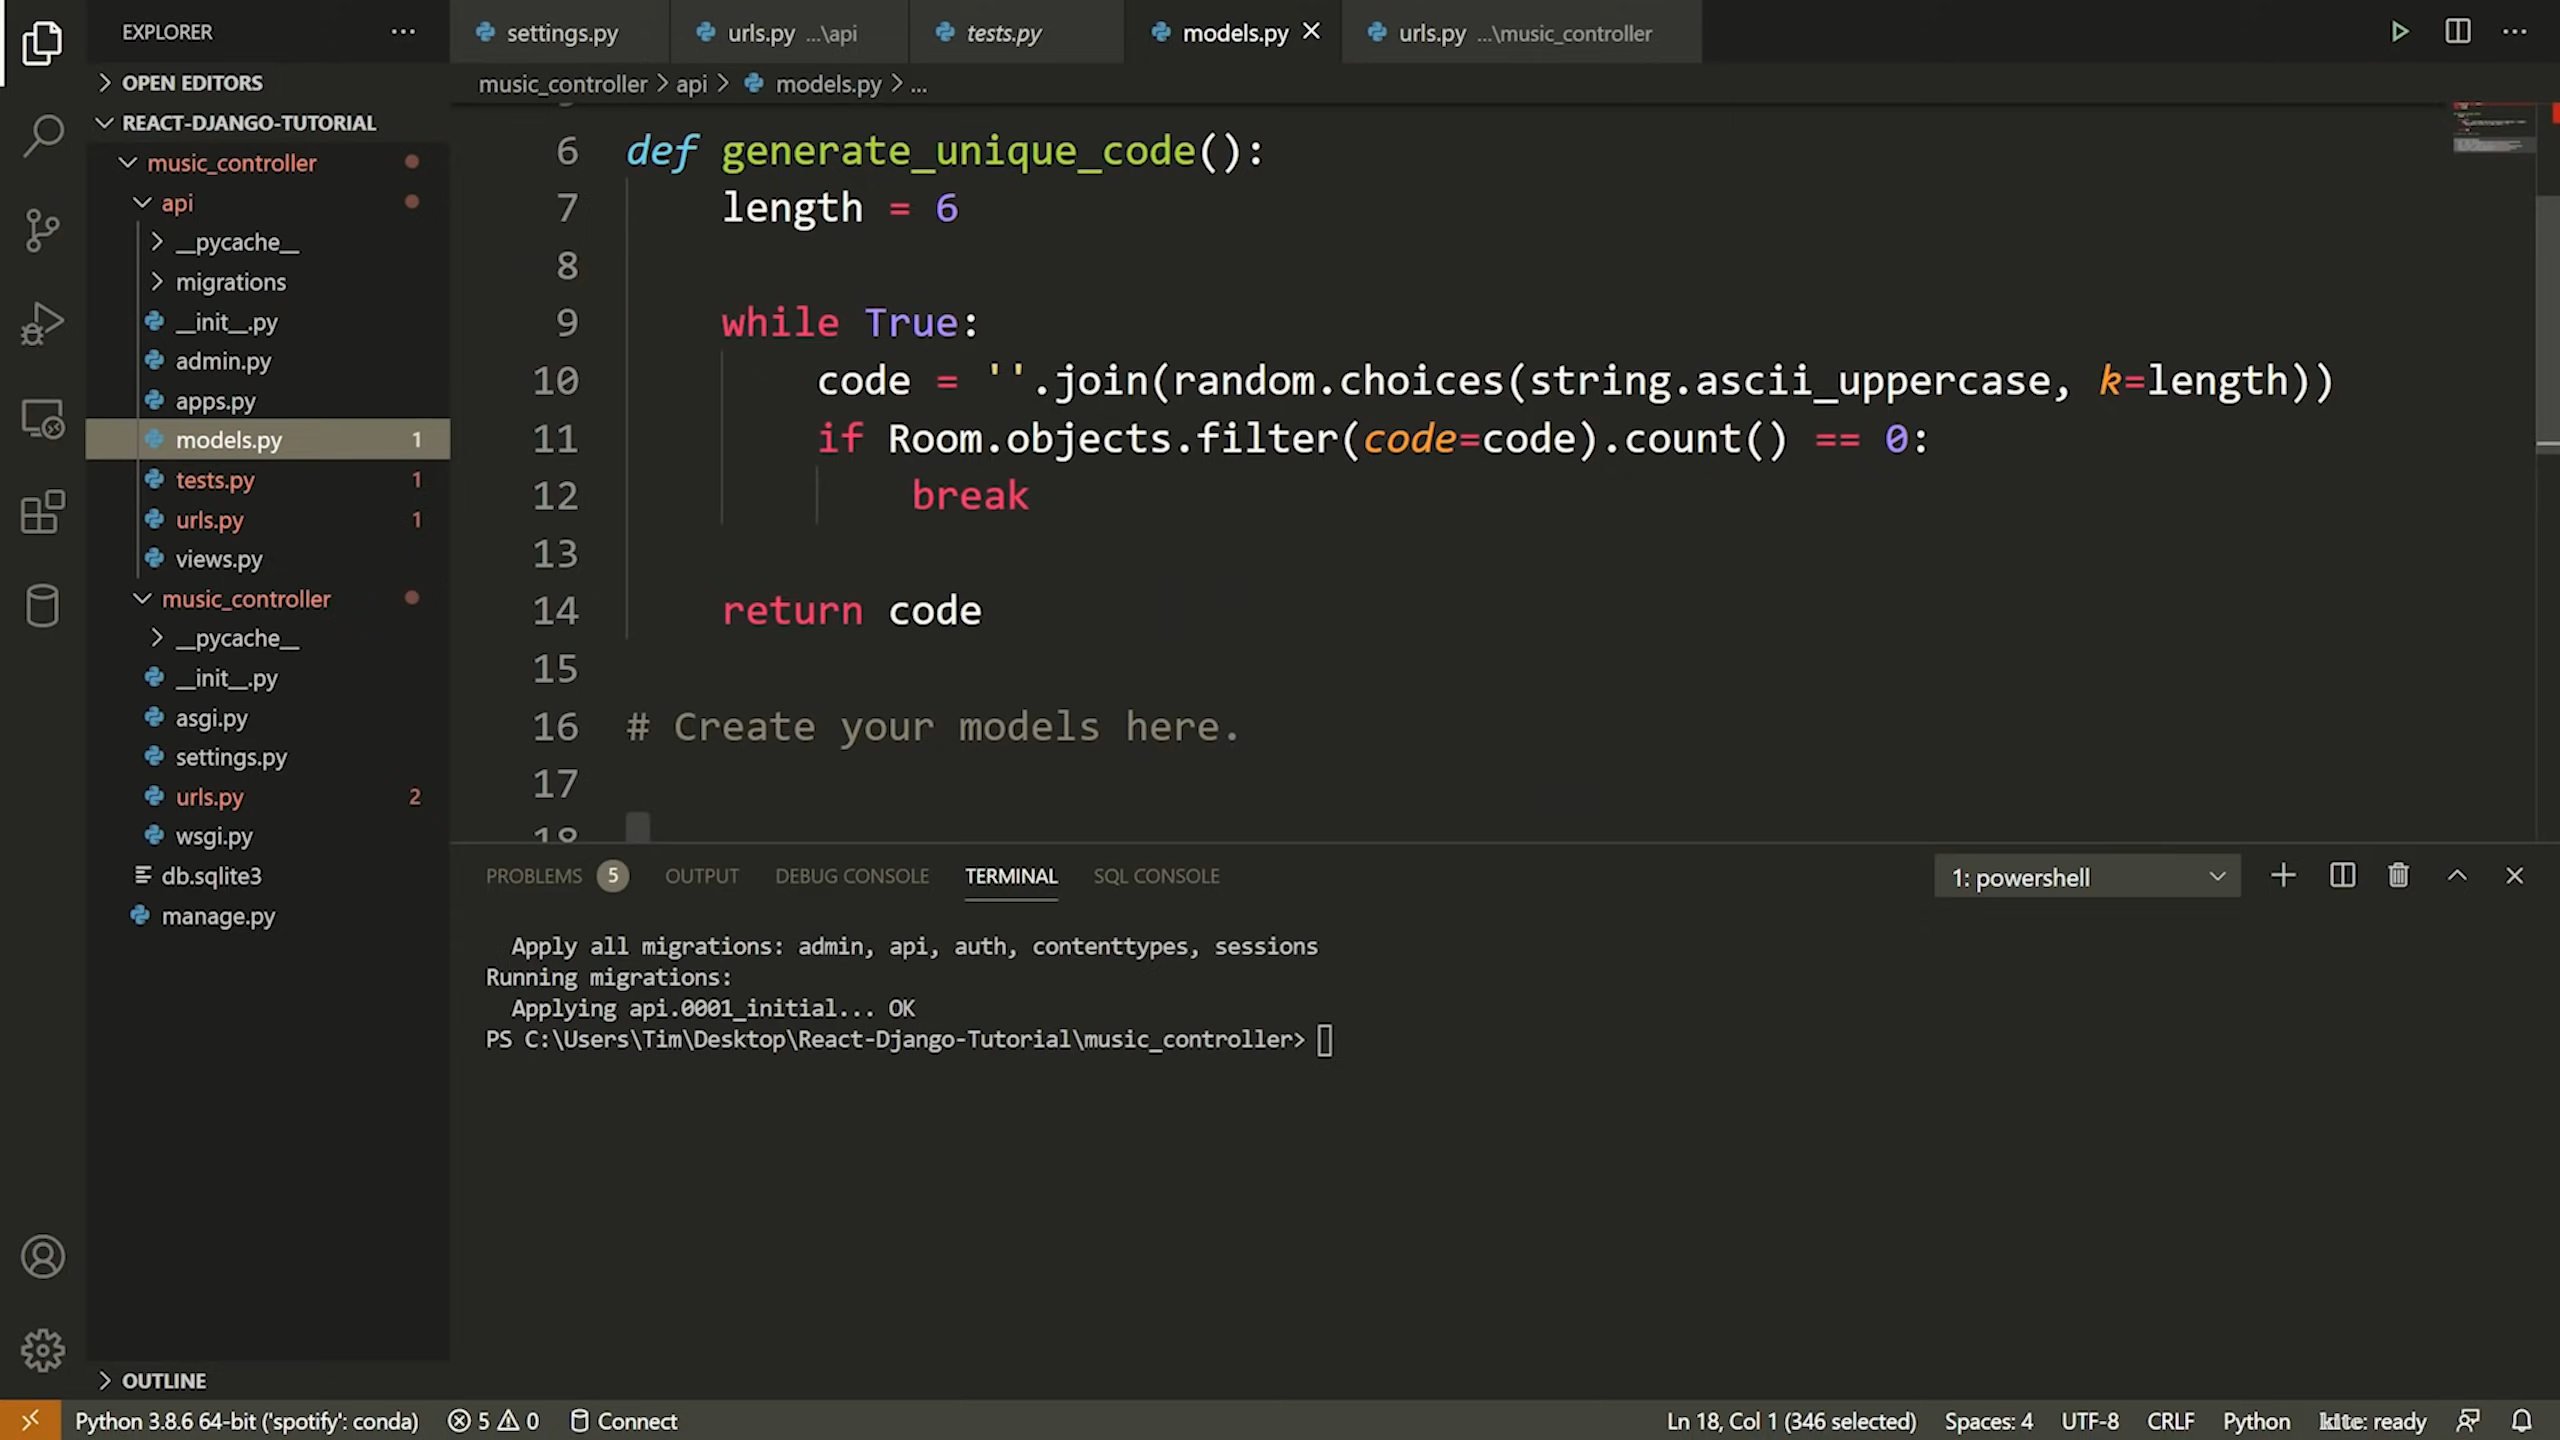 EXPLORER
OPEN EDITORS
REACT-DJANGO-TUTORIAL
music_controller
api
__pycache__
migrations
__init__.py
admin.py
apps.py
models.py 1
tests.py 1
urls.py 1
views.py
music_controller
__pycache__
__init__.py
asgi.py
settings.py
urls.py 2
wsgi.py
db.sqlite3
manage.py
OUTLINE
settings.py urls.py ...\api tests.py models.py urls.py ...\music_controller
music_controller > api > models.py > ...
6 def generate_unique_code():
7 length = 6
8
9 while True:
10 code = ''.join(random.choices(string.ascii_uppercase, k=length))
11 if Room.objects.filter(code=code).count() == 0:
12 break
13
14 return code
15
16 # Create your models here.
17
18
PROBLEMS 5 OUTPUT DEBUG CONSOLE TERMINAL SQL CONSOLE 1: powershell
Apply all migrations: admin, api, auth, contenttypes, sessions
Running migrations:
Applying api.0001_initial... OK
PS C:\Users\Tim\Desktop\React-Django-Tutorial\music_controller>
Python 3.8.6 64-bit ('spotify': conda) 5 0 Connect Ln 18, Col 1 (346 selected) Spaces: 4 UTF-8 CRLF Python kite: ready